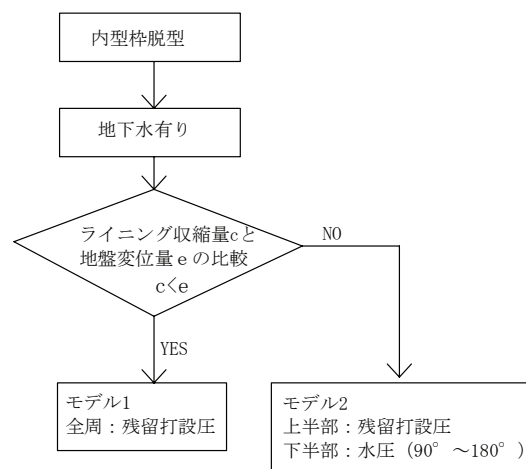 内型枠脱型
地下水有り
ライニング収縮量cと
地盤変位量eの比較
c<e
NO
YES
モデル1
全周：残留打設圧
モデル2
上半部：残留打設圧
下半部：水圧（90°～180°）